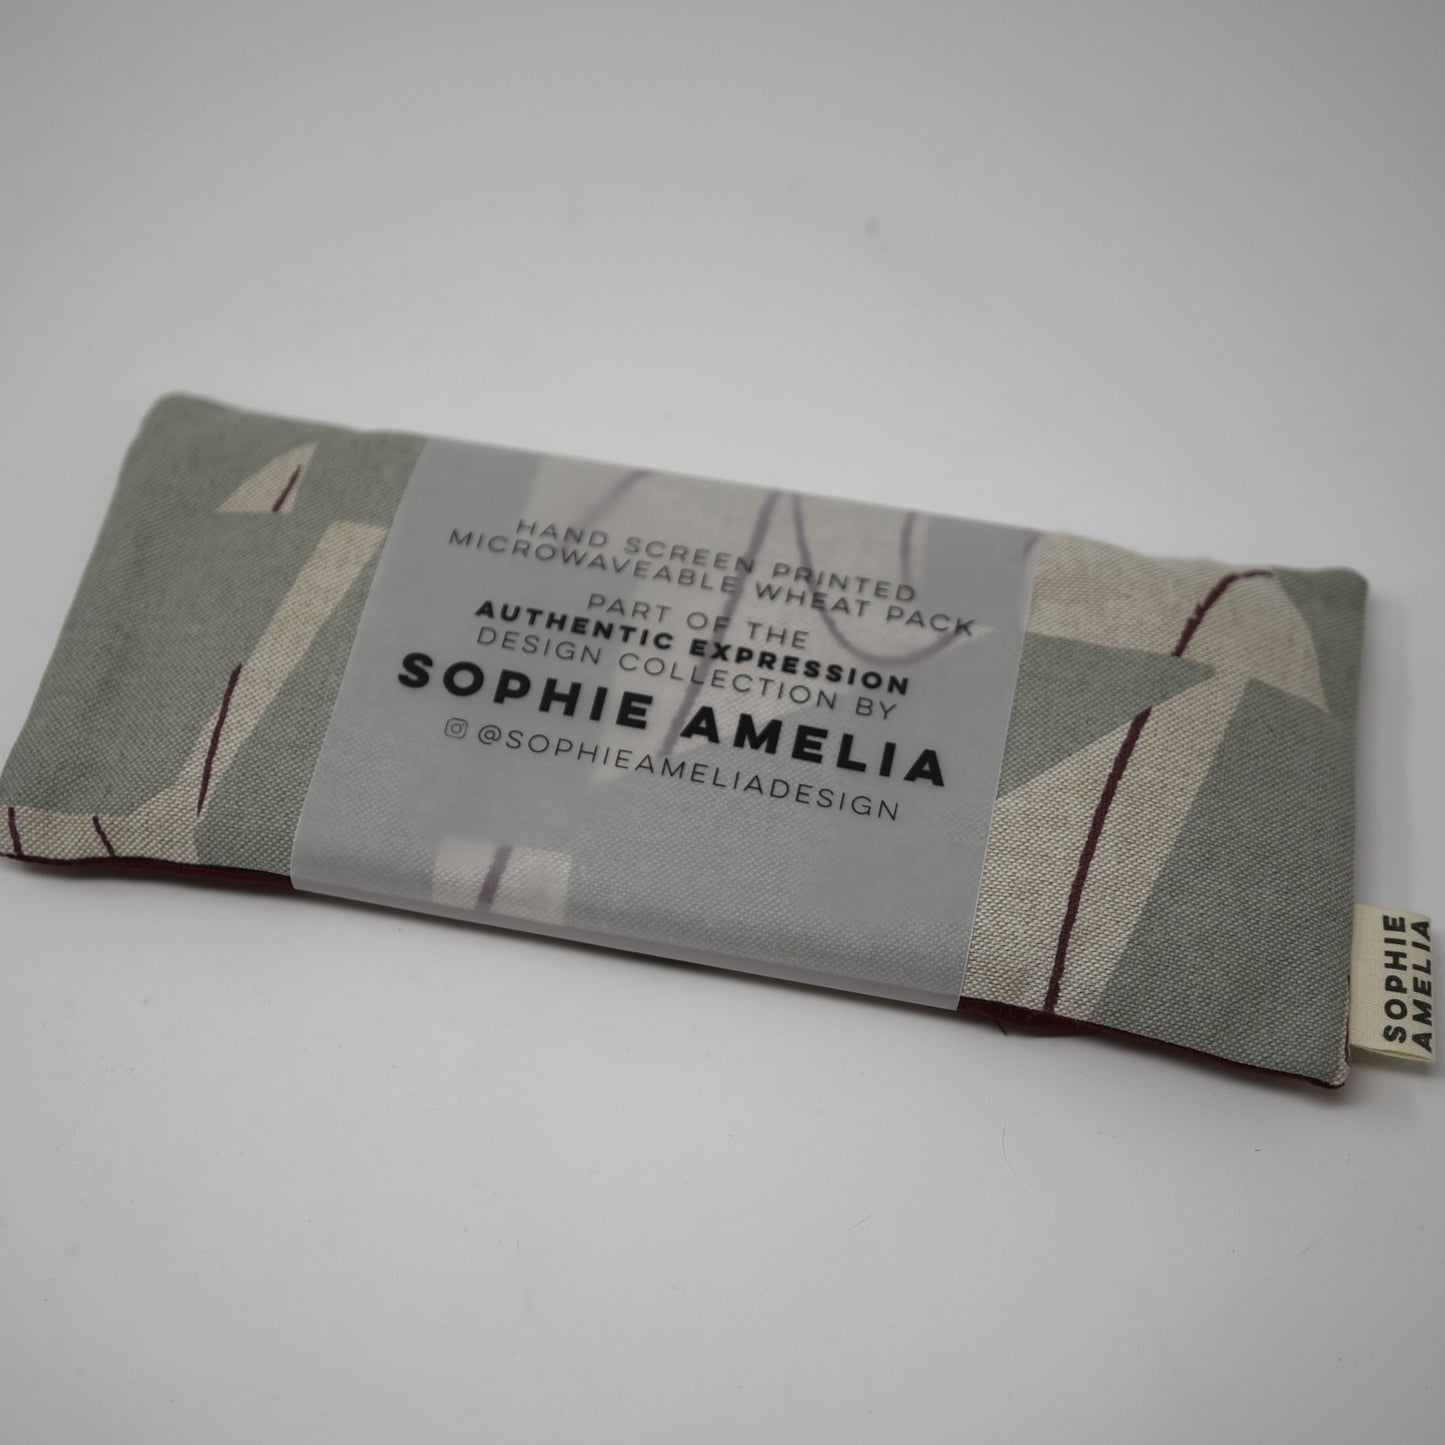 HAND SCREEN PRINTED
MICROWAVEABLE WHEAT PACK
PART OF THE
AUTHENTIC EXPRESSION
DESIGN COLLECTION BY
SOPHIE AMELIA
@SOPHIEAMELIADESIGN
SOPHIE
AMELIA